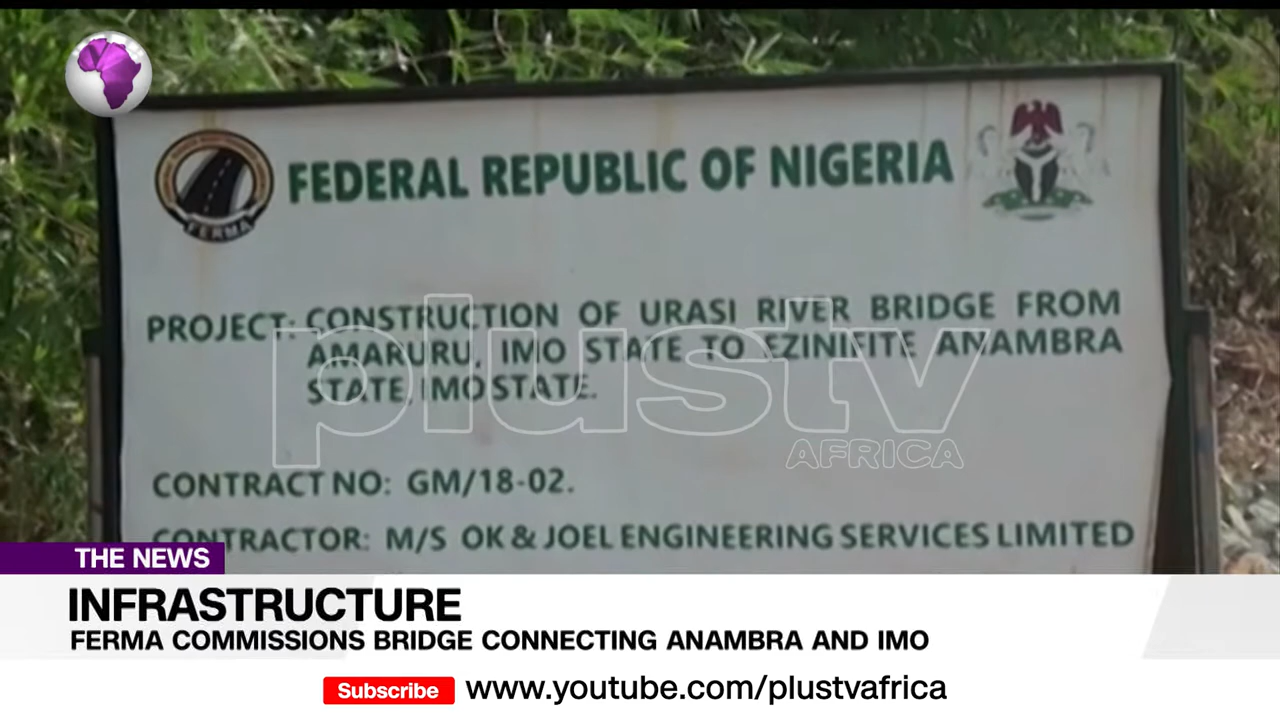 FERMA
FEDERAL REPUBLIC OF NIGERIA
PROJECT: CONSTRUCTION OF URASI RIVER BRIDGE FROM
AMARURU, IMO STATE TO EZINIFITE ANAMBRA
STATE, IMO STATE.
plustv
AFRICA
CONTRACT NO: GM/18-02.
CONTRACTOR: M/S OK & JOEL ENGINEERING SERVICES LIMITED
THE NEWS
INFRASTRUCTURE
FERMA COMMISSIONS BRIDGE CONNECTING ANAMBRA AND IMO
Subscribe www.youtube.com/plustvafrica